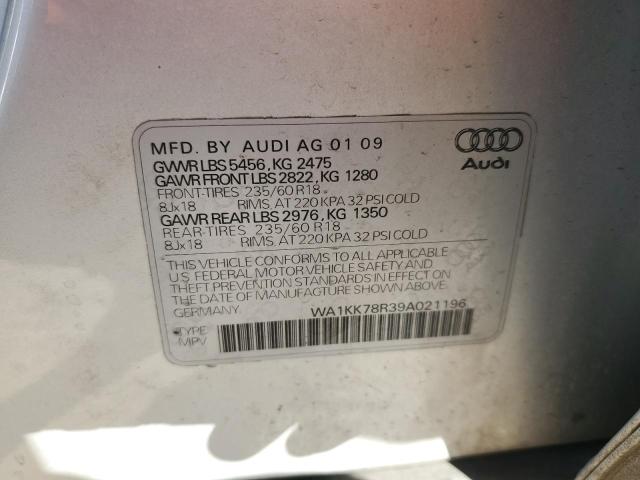 MFD. BY AUDI AG 01 09
GVWR LBS 5456, KG 2475
GAWR FRONT LBS 2822, KG 1280
FRONT-TIRES 235/60 R18
8Jx18 RIMS, AT 220 KPA 32 PSI COLD
GAWR REAR LBS 2976, KG 1350
REAR-TIRES 235/60 R18
8Jx18 RIMS, AT 220 KPA 32 PSI COLD
Audi
THIS VEHICLE CONFORMS TO ALL APPLICABLE
U.S. FEDERAL MOTOR VEHICLE SAFETY AND
THEFT PREVENTION STANDARDS IN EFFECT ON
THE DATE OF MANUFACTURE SHOWN ABOVE.
GERMANY WA1KK78R39A021196
TYPE:
MPV